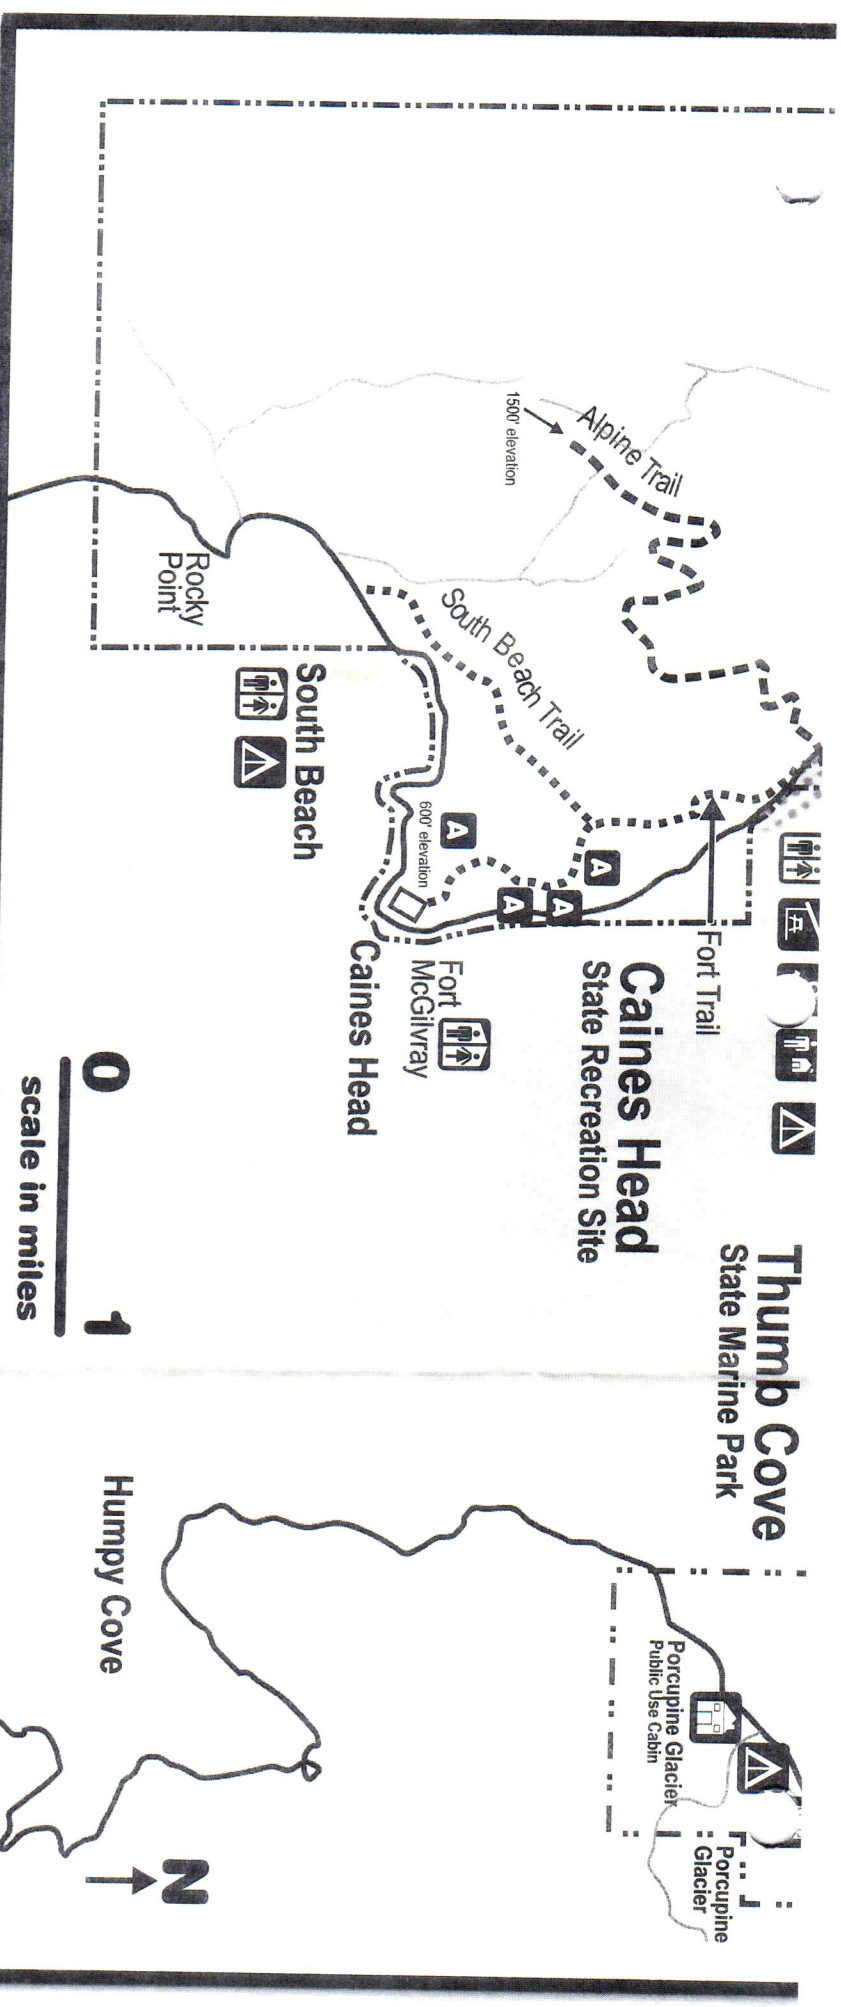 Thumb Cove
State Marine Park
Fort Trail
Porcupine
Glacier
Alpine Trail
Caines Head
State Recreation Site
Porcupine Glacier
Public Use Cabin
A
South Beach Trail
A
1500' elevation
A
A
600' elevation
Fort
McGilvray
Caines Head
South Beach
Rocky
Point
N
Humpy Cove
0 1
scale in miles